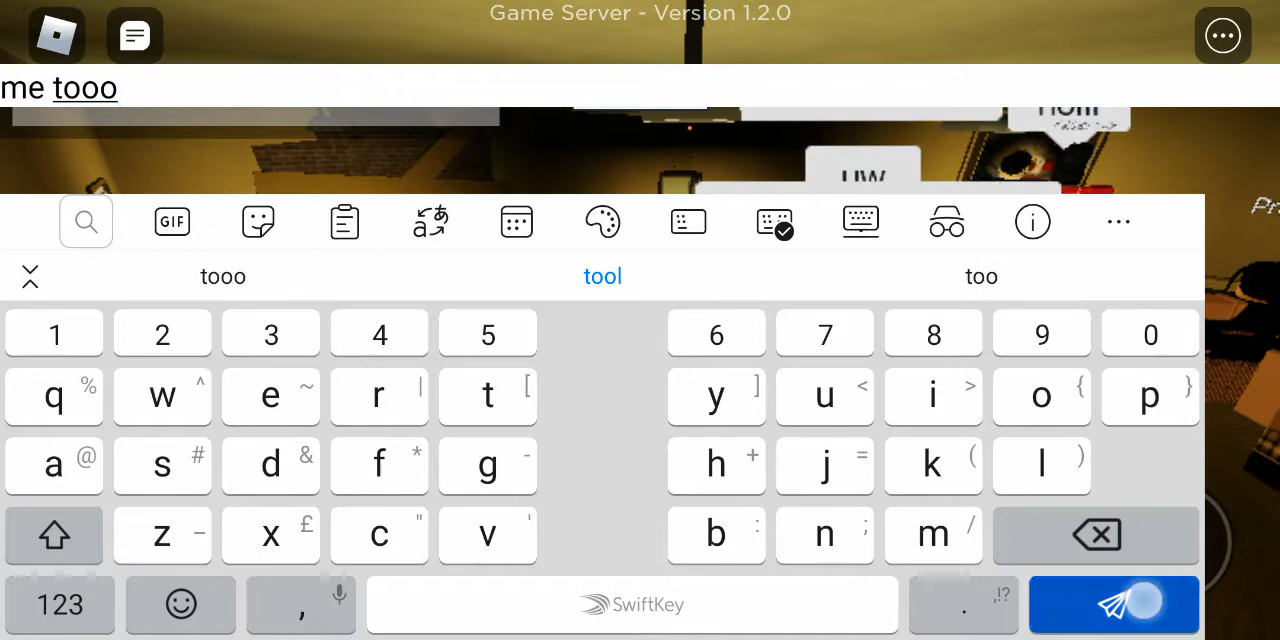 Game Server - Version 1.2.0
me tooo
GIF
tooo tool too
1 2 3 4 5 6 7 8 9 0
q % w ^ e ~ r | t [ y ] u < i > o { p }
a @ s # d & f * g - h + j = k ( l )
z _ x £ c " v ' b : n ; m /
123 , SwiftKey . ,!?